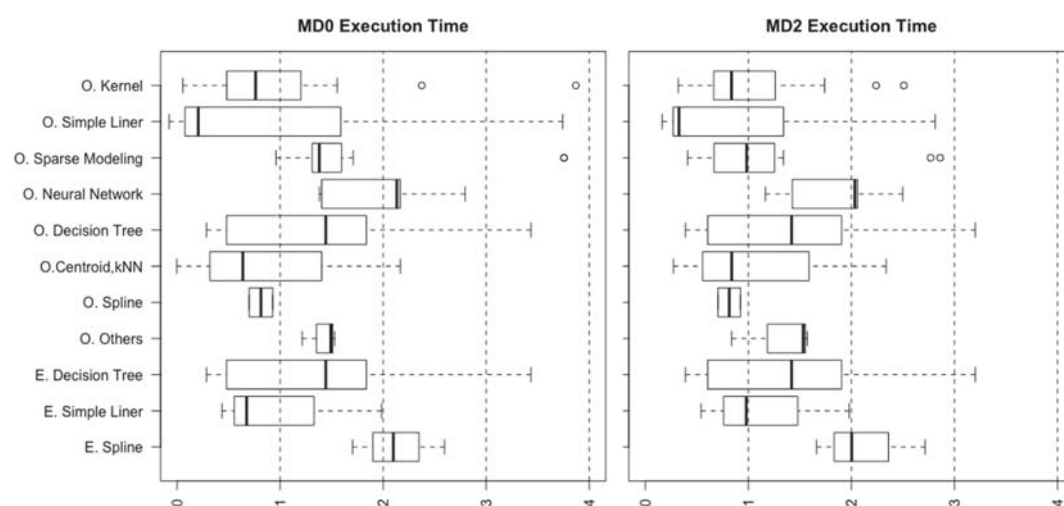 MD0 Execution Time
MD2 Execution Time
O. Kernel
O. Simple Liner
O. Sparse Modeling
O. Neural Network
O. Decision Tree
O.Centroid,kNN
O. Spline
O. Others
E. Decision Tree
E. Simple Liner
E. Spline
0 1 2 3 4
0 1 2 3 4